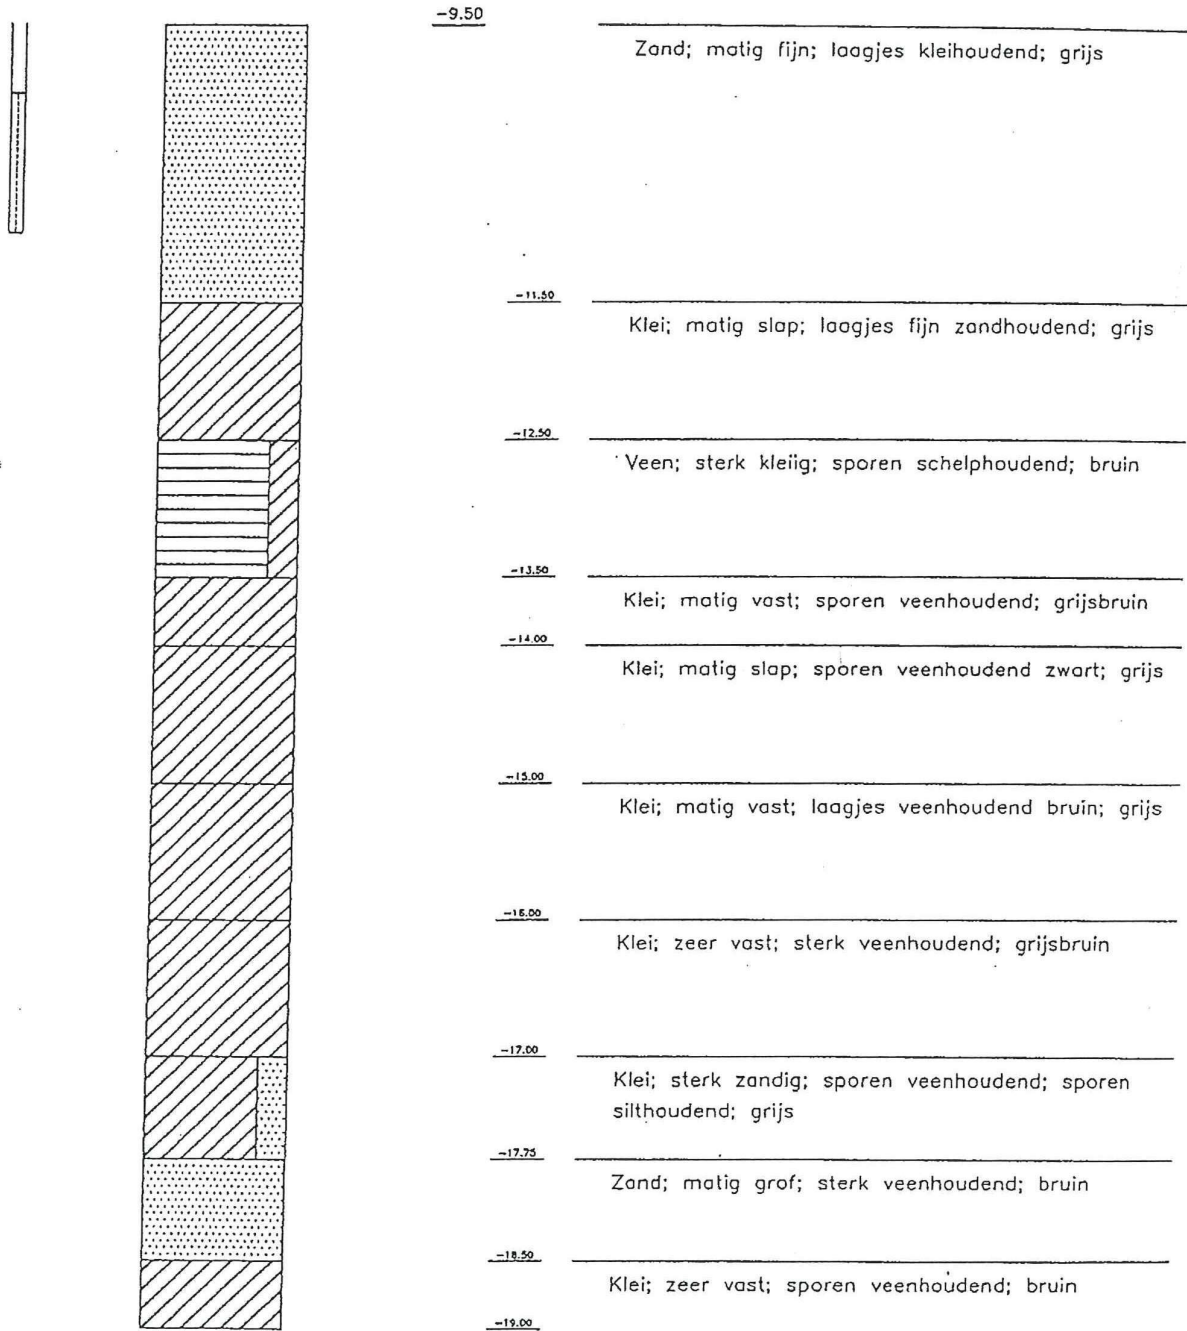 -9.50
Zand; matig fijn; laagjes kleihoudend; grijs
-11.50
Klei; matig slap; laagjes fijn zandhoudend; grijs
-12.50
Veen; sterk kleiig; sporen schelphoudend; bruin
-13.50
Klei; matig vast; sporen veenhoudend; grijsbruin
-14.00
Klei; matig slap; sporen veenhoudend zwart; grijs
-15.00
Klei; matig vast; laagjes veenhoudend bruin; grijs
-16.00
Klei; zeer vast; sterk veenhoudend; grijsbruin
-17.00
Klei; sterk zandig; sporen veenhoudend; sporen
silthoudend; grijs
-17.75
Zand; matig grof; sterk veenhoudend; bruin
-18.50
Klei; zeer vast; sporen veenhoudend; bruin
-19.00